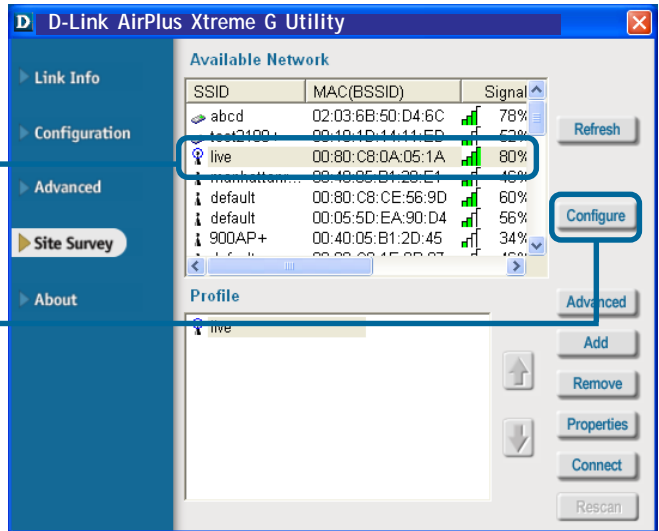 D D-Link AirPlus Xtreme G Utility
Link Info
Configuration
Advanced
Site Survey
About
Available Network
SSID MAC(BSSID) Signal
abcd 02:03:6B:50:D4:6C 78%
live 00:80:C8:0A:05:1A 80%
default 00:80:C8:CE:56:9D 60%
default 00:05:5D:EA:90:D4 56%
900AP+ 00:40:05:B1:2D:45 34%
Refresh
Configure
Profile
live
Advanced
Add
Remove
Properties
Connect
Rescan